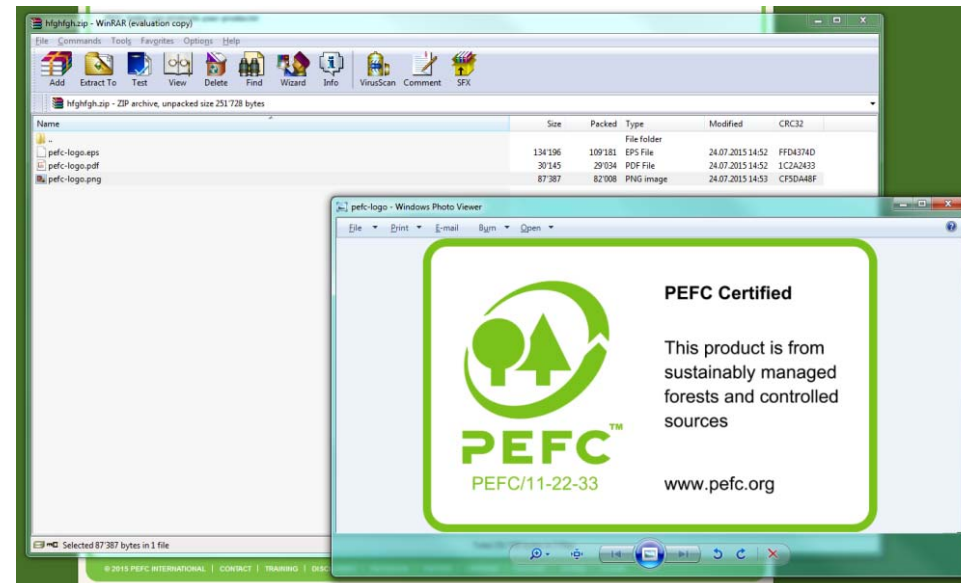 hfghfgh.zip - WinRAR (evaluation copy)
File Commands Tools Favorites Options Help
Add Extract To Test View Delete Find Wizard Info VirusScan Comment SFX
hfghfgh.zip - ZIP archive, unpacked size 251'728 bytes
Name Size Packed Type Modified CRC32
.. File folder
pefc-logo.eps 134'196 109'181 EPS File 24.07.2015 14:52 FFD4374D
pefc-logo.pdf 30'145 29'034 PDF File 24.07.2015 14:52 1C2A2433
pefc-logo.png 87'387 82'008 PNG image 24.07.2015 14:53 CF5DA48F
pefc-logo - Windows Photo Viewer
File Print E-mail Burn Open
PEFC Certified
This product is from
sustainably managed
forests and controlled
sources
PEFC™
PEFC/11-22-33
www.pefc.org
Selected 87'387 bytes in 1 file
© 2015 PEFC INTERNATIONAL | CONTACT | TRAINING |